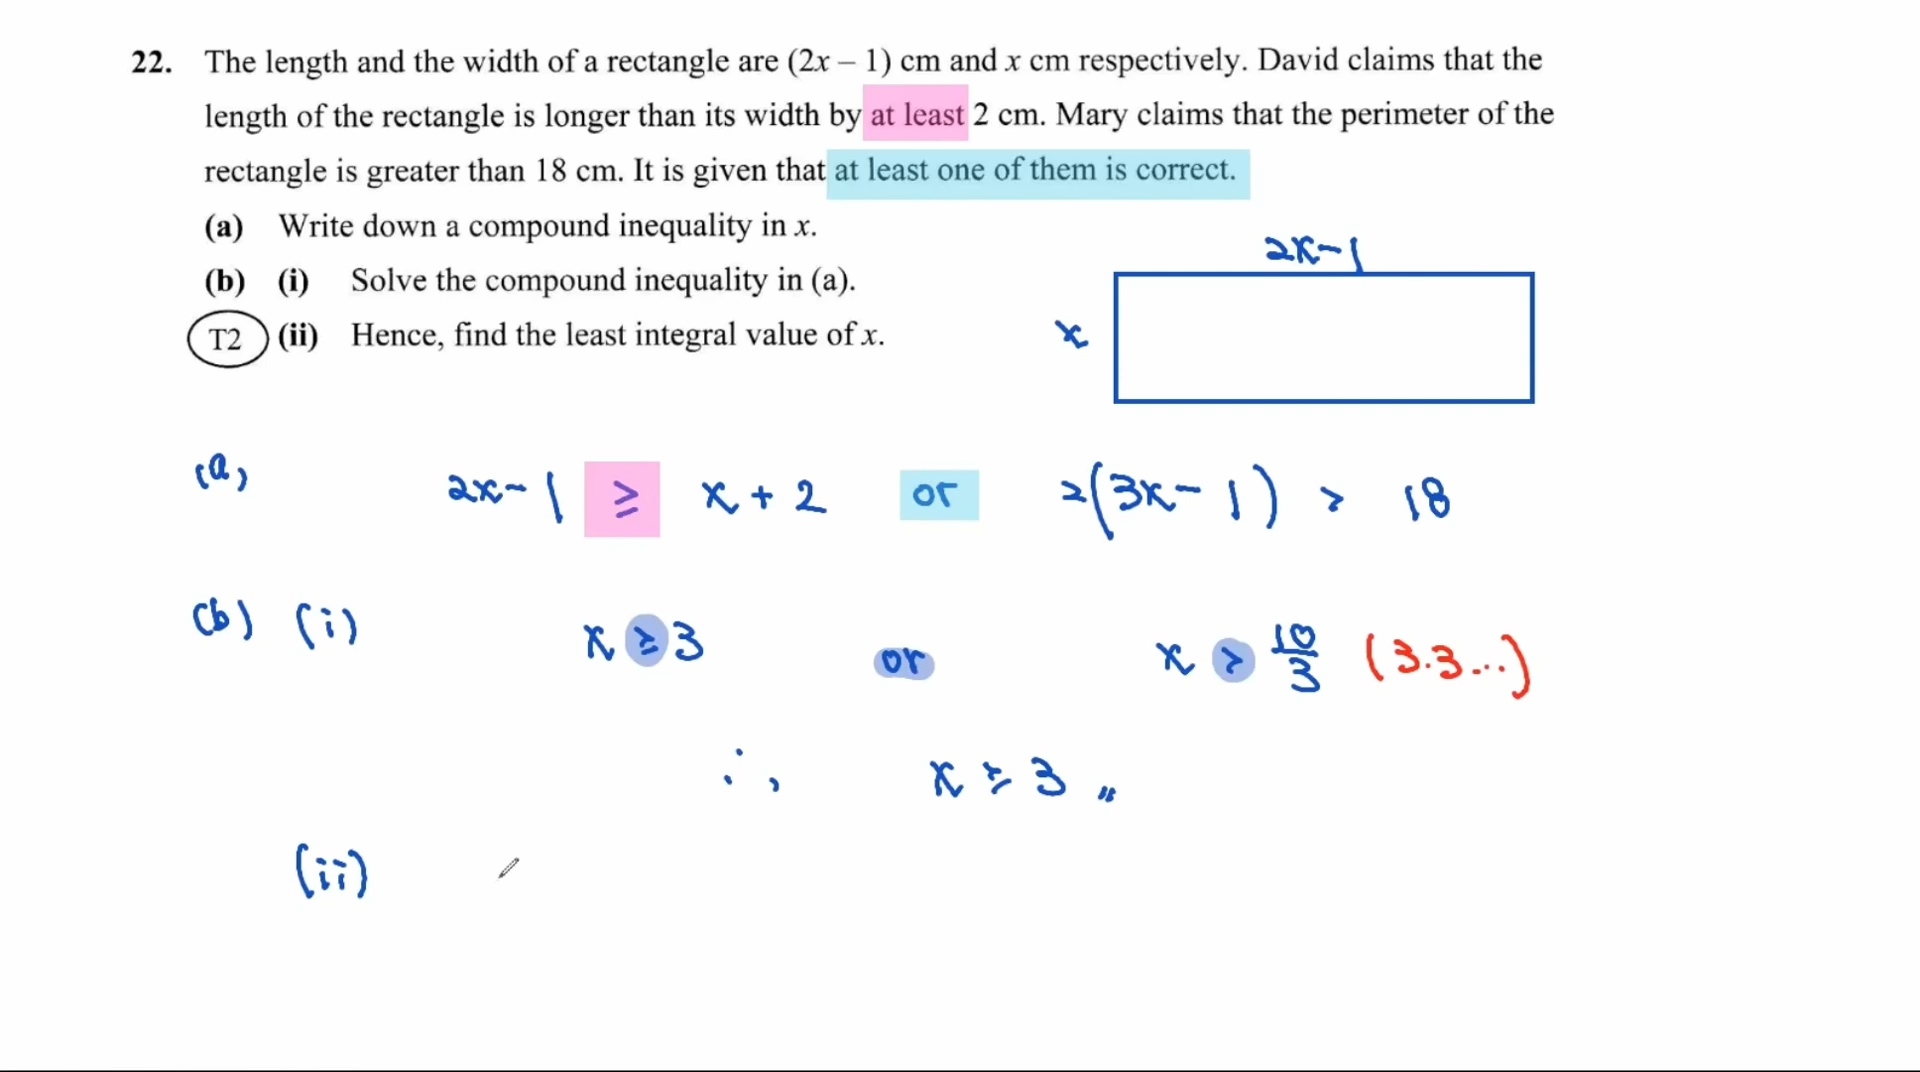 22. The length and the width of a rectangle are (2x – 1) cm and x cm respectively. David claims that the
length of the rectangle is longer than its width by at least 2 cm. Mary claims that the perimeter of the
rectangle is greater than 18 cm. It is given that at least one of them is correct.
(a) Write down a compound inequality in x.
(b) (i) Solve the compound inequality in (a).
T2 (ii) Hence, find the least integral value of x.
2x-1
x
(a) 2x-1 ≥ x + 2 or 2(3x-1) > 18
(b) (i) x ≥ 3 or x > 10/3 (3.3...)
∴, x ≥ 3 〃
(ii)